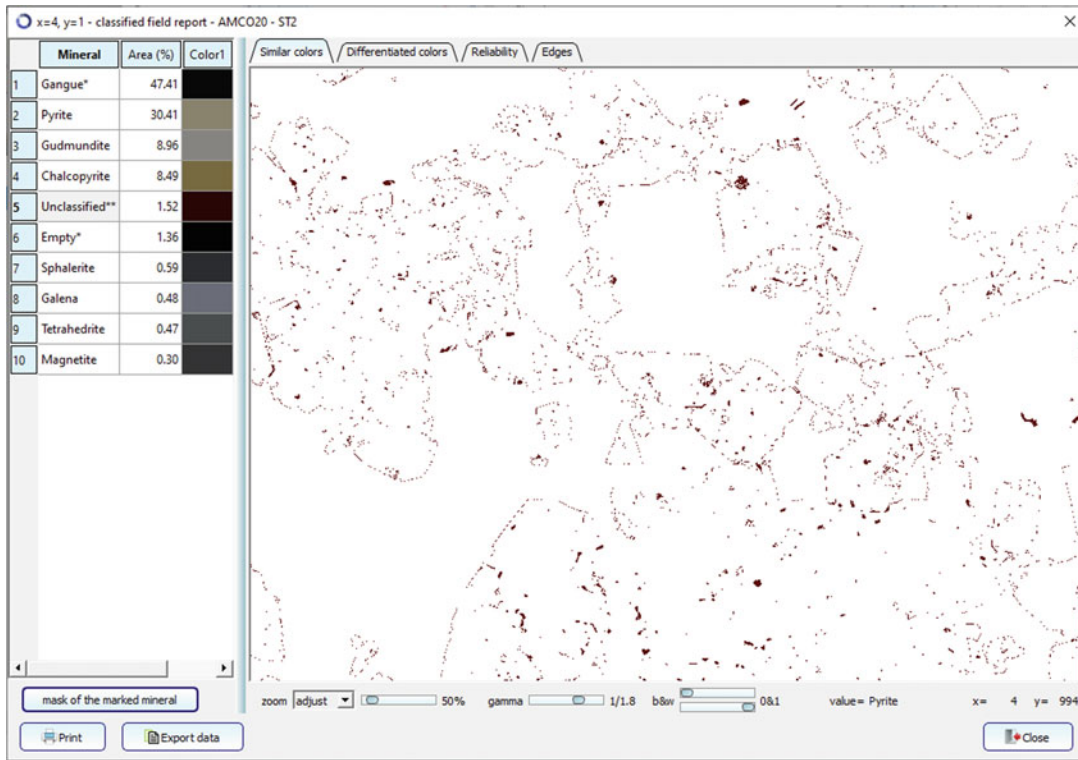 x=4, y=1 - classified field report - AMCO20 - ST2
Mineral Area (%) Color1
1 Gangue* 47.41
2 Pyrite 30.41
3 Gudmundite 8.96
4 Chalcopyrite 8.49
5 Unclassified** 1.52
6 Empty* 1.36
7 Sphalerite 0.59
8 Galena 0.48
9 Tetrahedrite 0.47
10 Magnetite 0.30
Similar colors Differentiated colors Reliability Edges
mask of the marked mineral
zoom adjust 50% gamma 1/1.8 b&w 0&1 value= Pyrite x= 4 y= 994
Print Export data Close